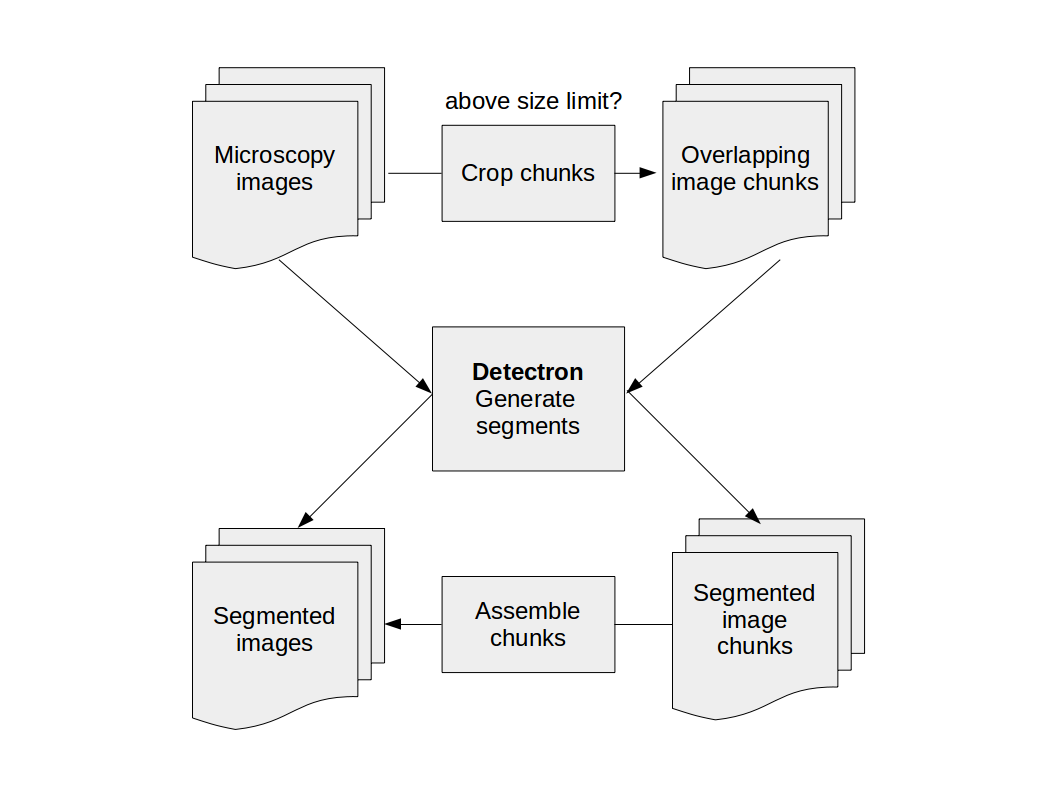 above size limit?
Microscopy
images
Crop chunks
Overlapping
image chunks
Detectron
Generate
segments
Segmented
images
Assemble
chunks
Segmented
image
chunks